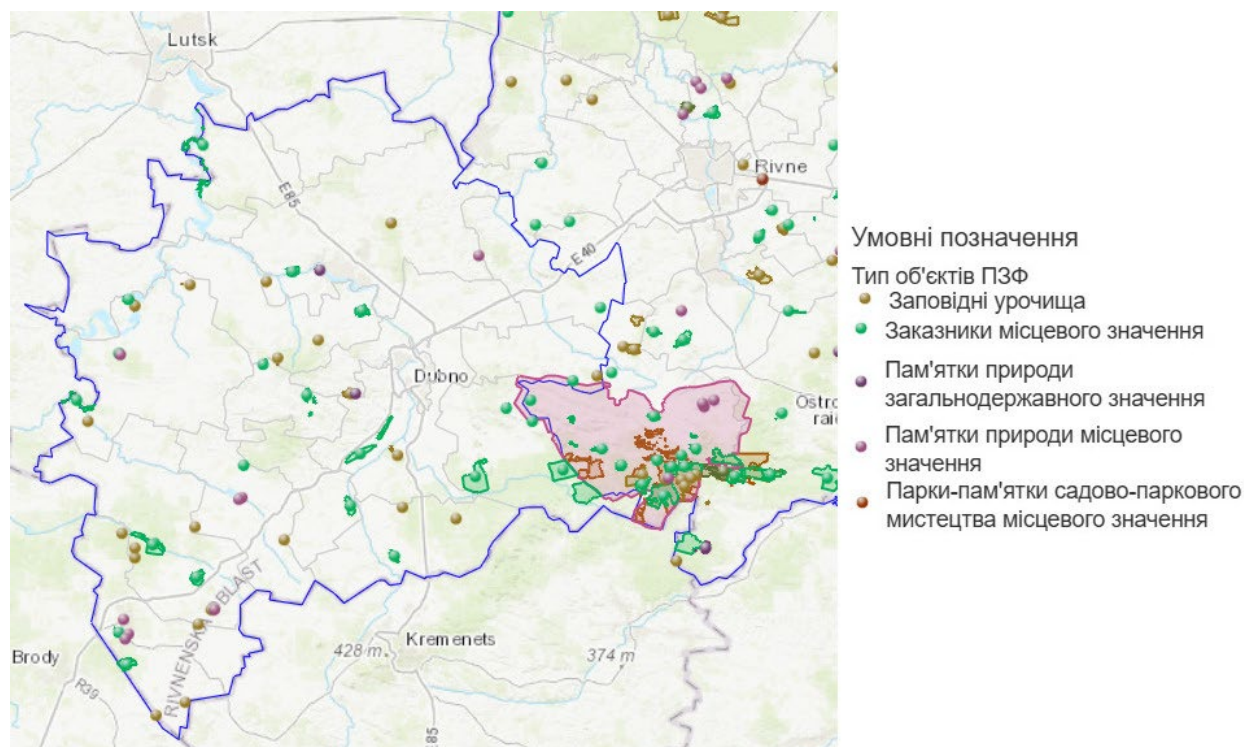 Lutsk
Rivne
E85
E40
Dubno
Ostro
raio
RIVNENSKA OBLAST
Kremenets
428 m
374 m
Brody
R39
E85
Умовні позначення
Тип об'єктів ПЗФ
Заповідні урочища
Заказники місцевого значення
Пам'ятки природи
загальнодержавного значення
Пам'ятки природи місцевого
значення
Парки-пам'ятки садово-паркового
мистецтва місцевого значення